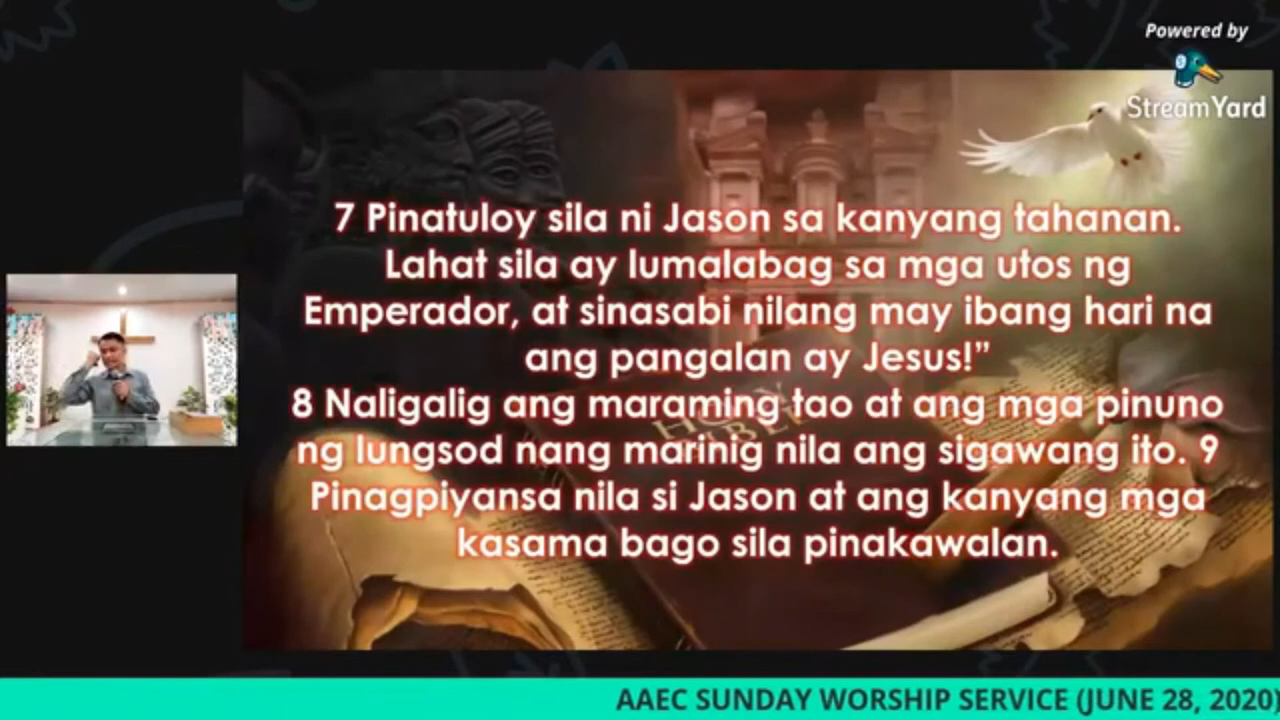 Powered by
StreamYard
7 Pinatuloy sila ni Jason sa kanyang tahanan.
Lahat sila ay lumalabag sa mga utos ng
Emperador, at sinasabi nilang may ibang hari na
ang pangalan ay Jesus!”
8 Naligalig ang maraming tao at ang mga pinuno
ng lungsod nang marinig nila ang sigawang ito. 9
Pinagpiyansa nila si Jason at ang kanyang mga
kasama bago sila pinakawalan.
HOLY
AAEC SUNDAY WORSHIP SERVICE (JUNE 28, 2020)